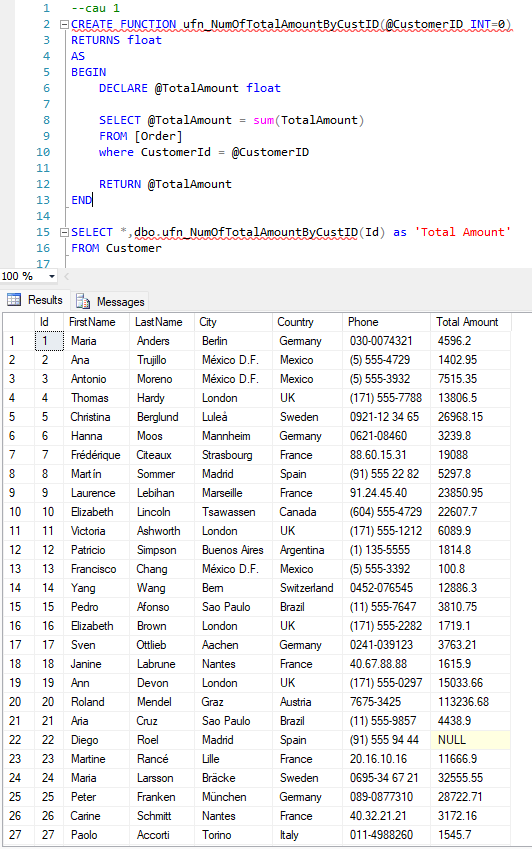 1 --cau 1
2 CREATE FUNCTION ufn_NumOfTotalAmountByCustID(@CustomerID INT=0)
3 RETURNS float
4 AS
5 BEGIN
6 DECLARE @TotalAmount float
7
8 SELECT @TotalAmount = sum(TotalAmount)
9 FROM [Order]
10 where CustomerId = @CustomerID
11
12 RETURN @TotalAmount
13 END
14
15 SELECT *,dbo.ufn_NumOfTotalAmountByCustID(Id) as 'Total Amount'
16 FROM Customer
17
100 %
Results Messages
Id FirstName LastName City Country Phone Total Amount
1 1 Maria Anders Berlin Germany 030-0074321 4596.2
2 2 Ana Trujillo México D.F. Mexico (5) 555-4729 1402.95
3 3 Antonio Moreno México D.F. Mexico (5) 555-3932 7515.35
4 4 Thomas Hardy London UK (171) 555-7788 13806.5
5 5 Christina Berglund Luleå Sweden 0921-12 34 65 26968.15
6 6 Hanna Moos Mannheim Germany 0621-08460 3239.8
7 7 Frédérique Citeaux Strasbourg France 88.60.15.31 19088
8 8 Martín Sommer Madrid Spain (91) 555 22 82 5297.8
9 9 Laurence Lebihan Marseille France 91.24.45.40 23850.95
10 10 Elizabeth Lincoln Tsawassen Canada (604) 555-4729 22607.7
11 11 Victoria Ashworth London UK (171) 555-1212 6089.9
12 12 Patricio Simpson Buenos Aires Argentina (1) 135-5555 1814.8
13 13 Francisco Chang México D.F. Mexico (5) 555-3392 100.8
14 14 Yang Wang Bern Switzerland 0452-076545 12886.3
15 15 Pedro Afonso Sao Paulo Brazil (11) 555-7647 3810.75
16 16 Elizabeth Brown London UK (171) 555-2282 1719.1
17 17 Sven Ottlieb Aachen Germany 0241-039123 3763.21
18 18 Janine Labrune Nantes France 40.67.88.88 1615.9
19 19 Ann Devon London UK (171) 555-0297 15033.66
20 20 Roland Mendel Graz Austria 7675-3425 113236.68
21 21 Aria Cruz Sao Paulo Brazil (11) 555-9857 4438.9
22 22 Diego Roel Madrid Spain (91) 555 94 44 NULL
23 23 Martine Rancé Lille France 20.16.10.16 11666.9
24 24 Maria Larsson Bräcke Sweden 0695-34 67 21 32555.55
25 25 Peter Franken München Germany 089-0877310 28722.71
26 26 Carine Schmitt Nantes France 40.32.21.21 3172.16
27 27 Paolo Accorti Torino Italy 011-4988260 1545.7